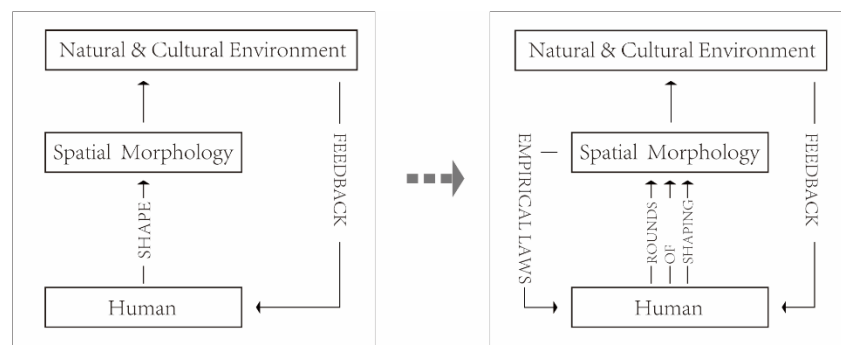 Natural & Cultural Environment
Spatial Morphology
FEEDBACK
SHAPE
Human
Natural & Cultural Environment
EMPIRICAL LAWS
Spatial Morphology
FEEDBACK
ROUNDS
OF
SHAPING
Human